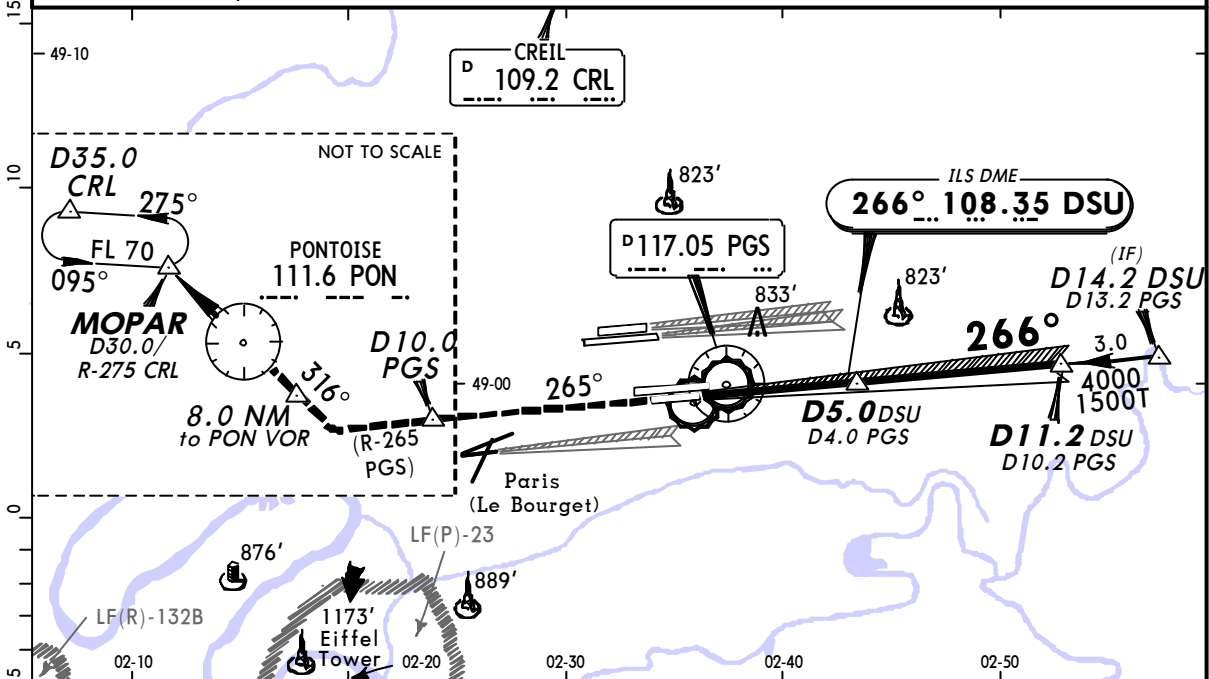 15
49-10
CREIL
D 109.2 CRL
NOT TO SCALE
D35.0
CRL
275°
10
823'
ILS DME
266° 108.35 DSU
FL 70
095°
PONTOISE
111.6 PON
D 117.05 PGS
833'
823'
(IF)
D14.2 DSU
D13.2 PGS
MOPAR
D30.0/
R-275 CRL
D10.0
PGS
266°
3.0
4000
1500T
5
316°
49-00
265°
8.0 NM
to PON VOR
(R-265
PGS)
D5.0 DSU
D4.0 PGS
D11.2 DSU
D10.2 PGS
Paris
(Le Bourget)
0
LF(P)-23
876'
889'
LF(R)-132B
1173'
Eiffel
Tower
5
02-10
02-20
02-30
02-40
02-50